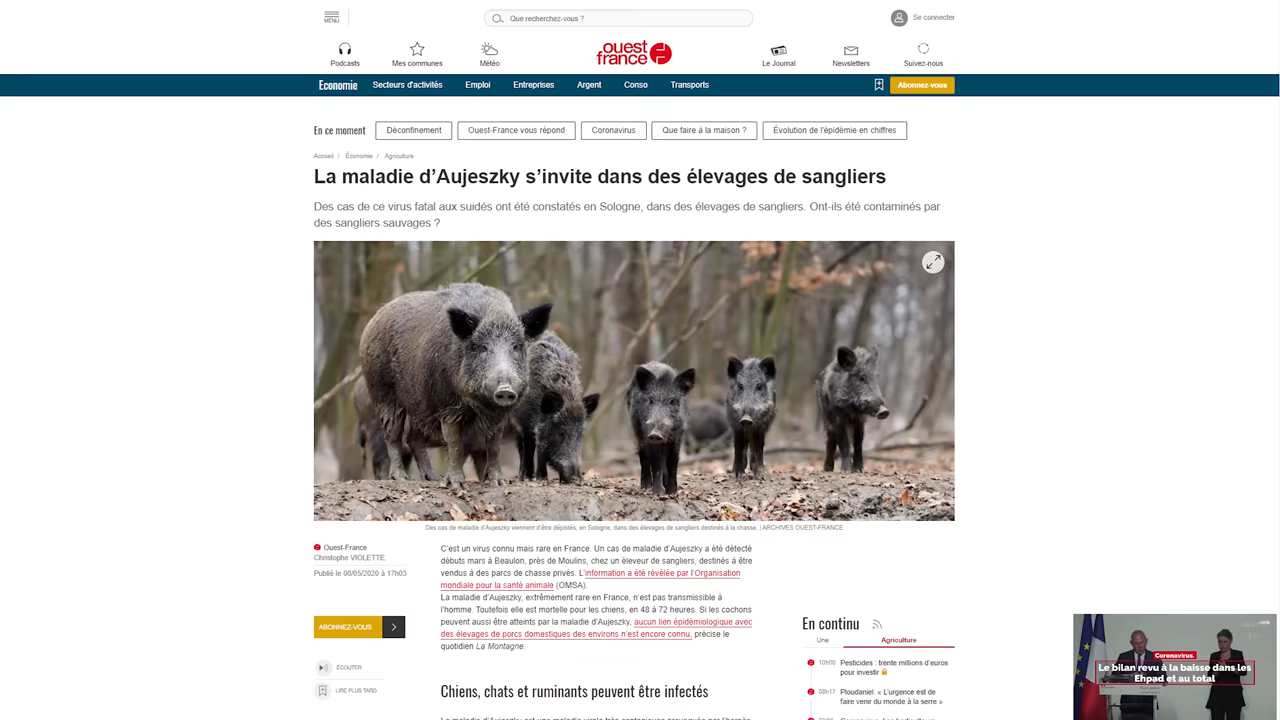 MENU
Que recherchez-vous ?
Se connecter
Podcasts
Mes communes
Météo
ouest
france
Le Journal
Newsletters
Suivez-nous
Economie
Secteurs d'activités
Emploi
Entreprises
Argent
Conso
Transports
Abonnez-vous
En ce moment
Déconfinement
Ouest-France vous répond
Coronavirus
Que faire à la maison ?
Évolution de l'épidémie en chiffres
Accueil / Économie / Agriculture
La maladie d'Aujeszky s'invite dans des élevages de sangliers
Des cas de ce virus fatal aux suidés ont été constatés en Sologne, dans des élevages de sangliers. Ont-ils été contaminés par
des sangliers sauvages ?
Des cas de maladie d'Aujeszky viennent d'être dépistés, en Sologne, dans des élevages de sangliers destinés à la chasse. | ARCHIVES OUEST-FRANCE
Ouest-France
Christophe VIOLETTE.
Publié le 08/05/2020 à 17h03
ABONNEZ-VOUS
ÉCOUTER
LIRE PLUS TARD
C'est un virus connu mais rare en France. Un cas de maladie d'Aujeszky a été détecté
débuts mars à Beaulon, près de Moulins, chez un éleveur de sangliers, destinés à être
vendus à des parcs de chasse privés. L'information a été révélée par l'Organisation
mondiale pour la santé animale (OMSA).
La maladie d'Aujeszky, extrêmement rare en France, n'est pas transmissible à
l'homme. Toutefois elle est mortelle pour les chiens, en 48 à 72 heures. Si les cochons
peuvent aussi être atteints par la maladie d'Aujeszky, aucun lien épidémiologique avec
des élevages de porcs domestiques des environs n'est encore connu, précise le
quotidien La Montagne.
Chiens, chats et ruminants peuvent être infectés
En continu
Une
Agriculture
10h00 Pesticides : trente millions d'euros
pour investir
08h17 Ploudaniel. « L'urgence est de
faire venir du monde à la serre »
Coronavirus.
Le bilan revu à la baisse dans les
Ehpad et au total